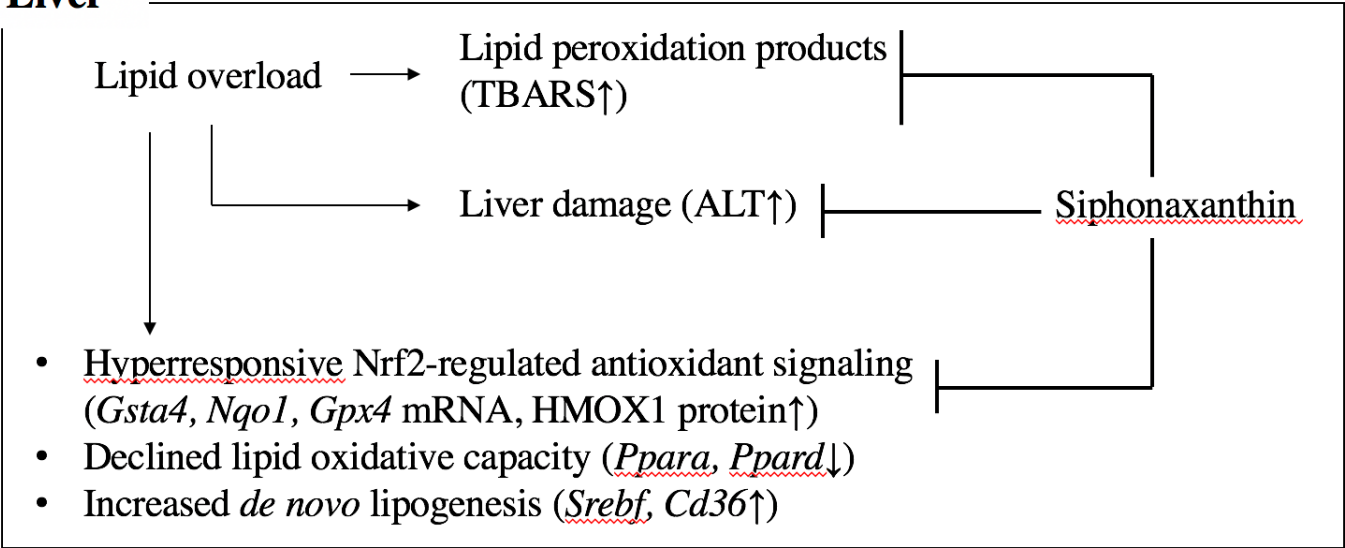 Liver
Lipid overload
Lipid peroxidation products
(TBARS↑)
Liver damage (ALT↑)
Siphonaxanthin
• Hyperresponsive Nrf2-regulated antioxidant signaling
(Gsta4, Nqo1, Gpx4 mRNA, HMOX1 protein↑)
• Declined lipid oxidative capacity (Ppara, Ppard↓)
• Increased de novo lipogenesis (Srebf, Cd36↑)